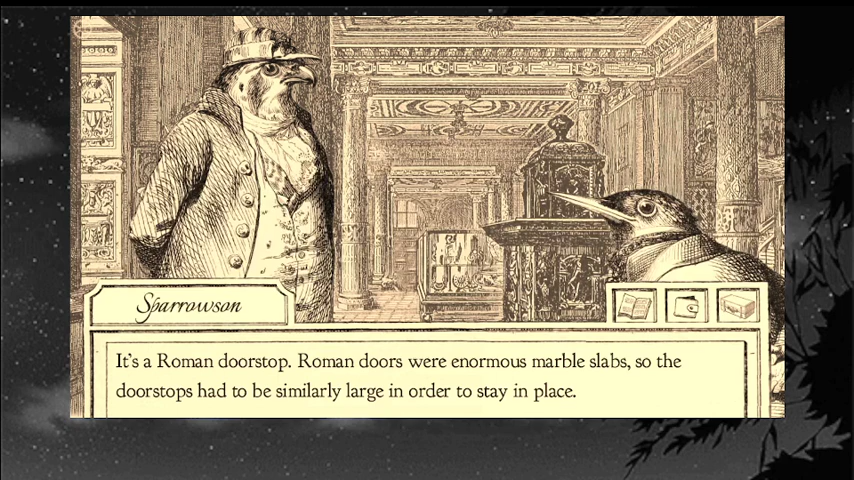 Sparrowson
It's a Roman doorstop. Roman doors were enormous marble slabs, so the
doorstops had to be similarly large in order to stay in place.